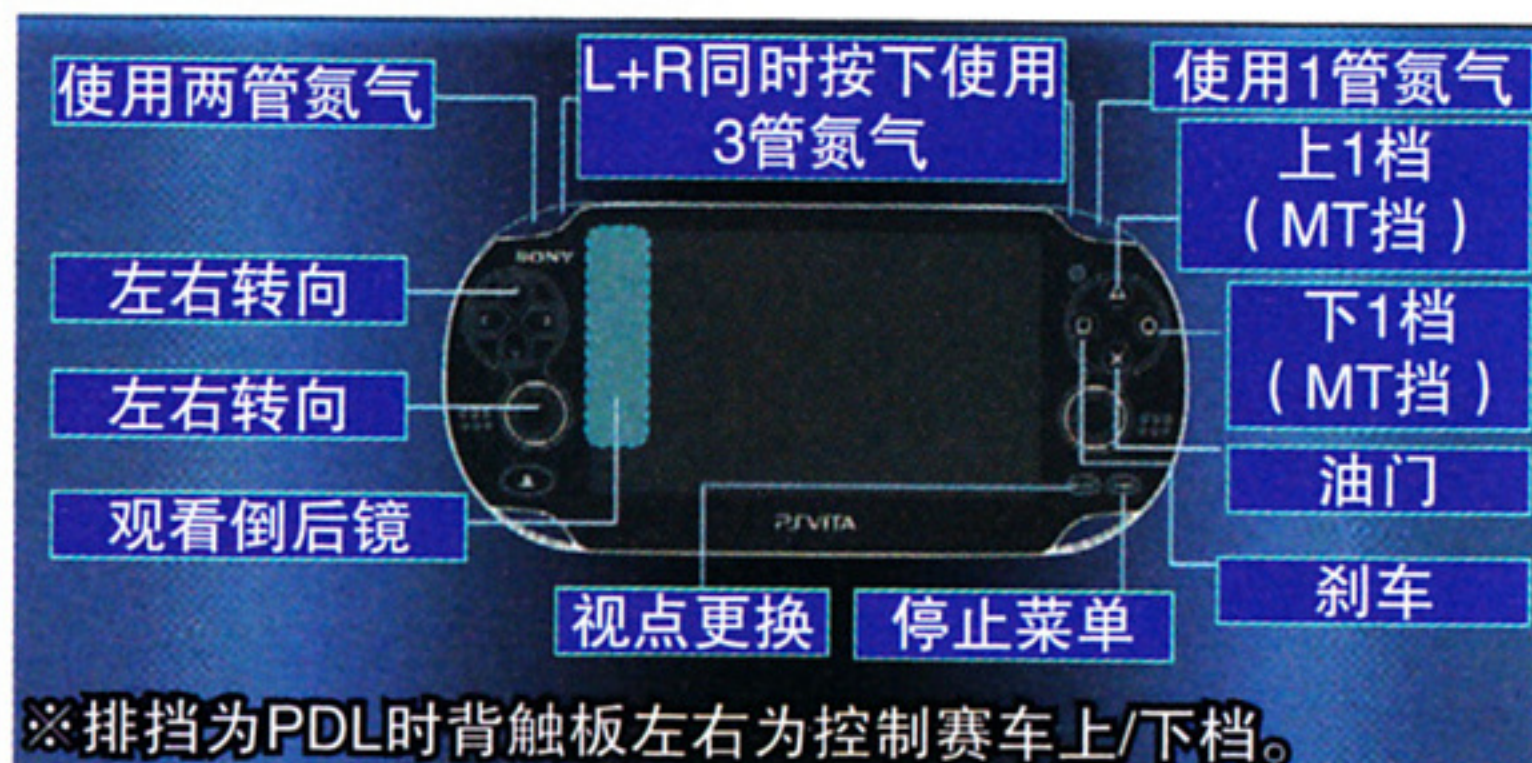 使用两管氮气
L+R同时按下使用
3管氮气
使用1管氮气
上1档
（MT挡）
左右转向
下1档
（MT挡）
左右转向
油门
观看倒后镜
刹车
视点更换
停止菜单
SONY
PSVITA
※排挡为PDL时背触板左右为控制赛车上/下档。